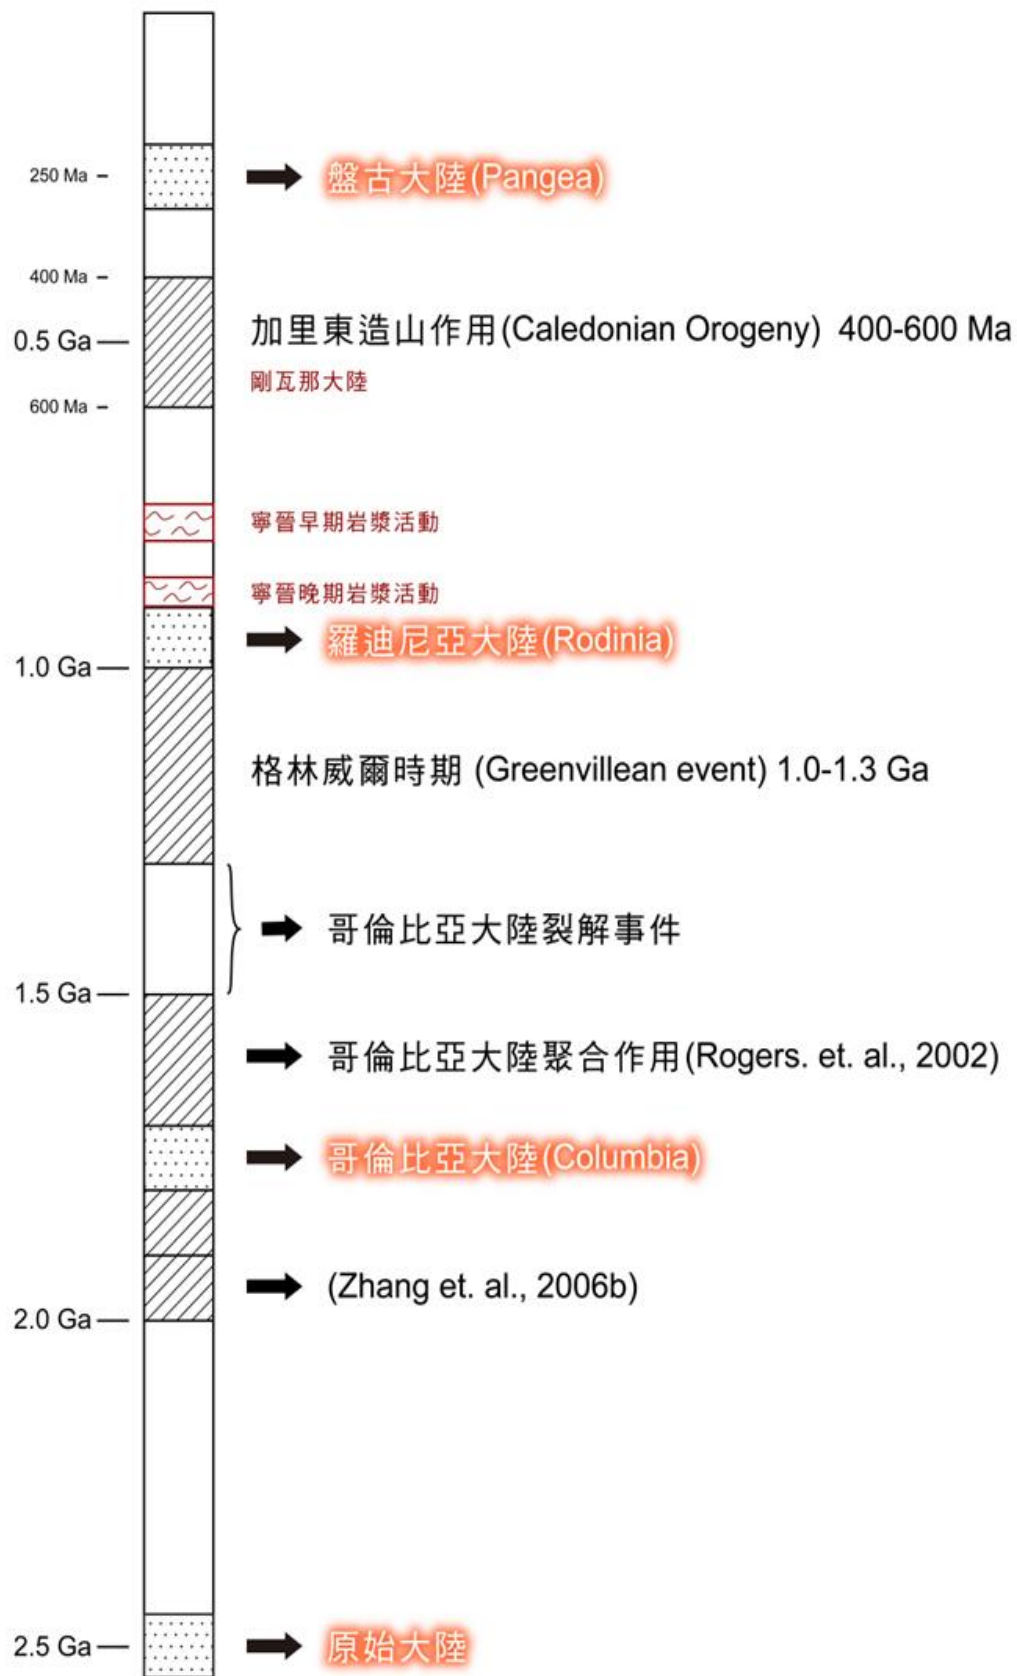 250 Ma
盤古大陸(Pangea)
400 Ma
0.5 Ga
加里東造山作用(Caledonian Orogeny) 400-600 Ma
剛瓦那大陸
600 Ma
寧晉早期岩漿活動
寧晉晚期岩漿活動
羅迪尼亞大陸(Rodinia)
1.0 Ga
格林威爾時期 (Greenvillean event) 1.0-1.3 Ga
哥倫比亞大陸裂解事件
1.5 Ga
哥倫比亞大陸聚合作用(Rogers. et. al., 2002)
哥倫比亞大陸(Columbia)
(Zhang et. al., 2006b)
2.0 Ga
2.5 Ga
原始大陸